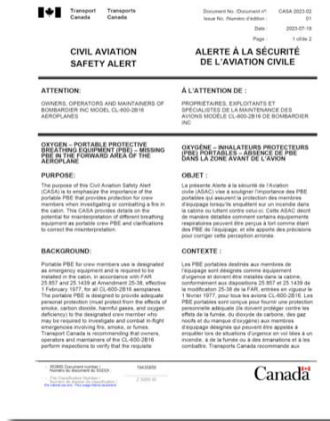 Transport Canada
Transports Canada
Document No. /Document nº : CASA 2023-02
Issue No. /Numéro d'édition : 01
Date : 2023-07-19
Page : 1 of/de 2
CIVIL AVIATION
SAFETY ALERT
ALERTE À LA SÉCURITÉ
DE L'AVIATION CIVILE
ATTENTION:
OWNERS, OPERATORS AND MAINTAINERS OF
BOMBARDIER INC MODEL CL-600-2B16
AEROPLANES
À L'ATTENTION DE :
PROPRIÉTAIRES, EXPLOITANTS ET
SPÉCIALISTES DE LA MAINTENANCE DES
AVIONS MODÈLE CL-600-2B16 DE BOMBARDIER
INC
OXYGEN – PORTABLE PROTECTIVE
BREATHING EQUIPMENT (PBE) – MISSING
PBE IN THE FORWARD AREA OF THE
AEROPLANE
OXYGÈNE – INHALATEURS PROTECTEURS
(PBE) PORTABLES – ABSENCE DE PBE
DANS LA ZONE AVANT DE L'AVION
PURPOSE:
The purpose of this Civil Aviation Safety Alert
(CASA) is to emphasize the importance of the
portable PBE that provides protection for crew
members when investigating or combatting a fire in
the cabin. This CASA provides details on the
potential for misinterpretation of different breathing
equipment as portable crew PBE and clarifications
to correct the misinterpretation.
OBJET :
La présente Alerte à la sécurité de l'aviation
civile (ASAC) vise à souligner l'importance des PBE
portables qui assurent la protection des membres
d'équipage lorsqu'ils enquêtent sur un incendie dans
la cabine ou luttent contre celui-ci. Cette ASAC décrit
de manière détaillée comment certains équipements
respiratoires peuvent être perçus à tort comme étant
des PBE de l'équipage, et elle apporte des précisions
pour corriger cette perception erronée.
BACKGROUND:
Portable PBE for crew members use is designated
as emergency equipment and is required to be
installed in the cabin, in accordance with FAR
25.857 and 25.1439 at Amendment 25-38, effective
1 February 1977, for all CL-600-2B16 aeroplanes.
The portable PBE is designed to provide adequate
personal protection (must protect from the effects of
smoke, carbon dioxide, harmful gases, and oxygen
deficiency) to the designated crew member who
may be required to investigate and combat in-flight
emergencies involving fire, smoke, or fumes.
Transport Canada is recommending that owners,
operators and maintainers of the CL-600-2B16
perform inspections to verify that the requisite
CONTEXTE :
Les PBE portables destinés aux membres de
l'équipage sont désignés comme équipement
d'urgence et doivent être installés dans la cabine,
conformément aux dispositions 25.857 et 25.1439 de
la modification 25-38 de la FAR, entrées en vigueur le
1 février 1977, pour tous les avions CL-600-2B16. Les
PBE portables sont conçus pour fournir une protection
personnelle adéquate (ils doivent protéger contre les
effets de la fumée, du dioxyde de carbone, des gaz
nocifs et du manque d'oxygène) aux membres
d'équipage désignés qui peuvent être appelés à
enquêter lors de situations d'urgence en vol liées à un
incendie, à de la fumée ou à des émanations et à les
combattre. Transports Canada recommande aux
Canada